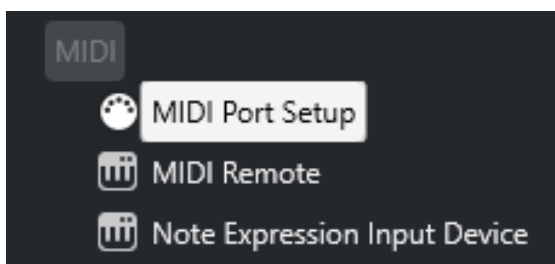 MIDI
MIDI Port Setup
MIDI Remote
Note Expression Input Device